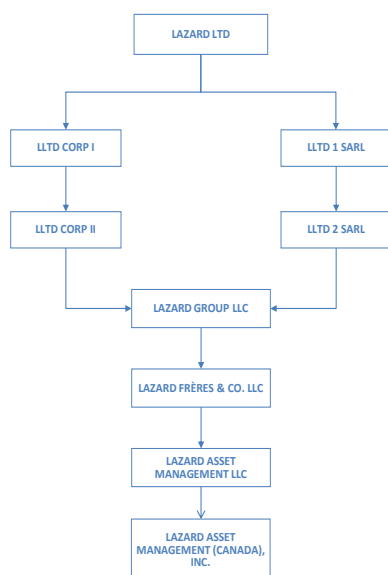 LAZARD LTD
LLTD CORP I
LLTD 1 SARL
LLTD CORP II
LLTD 2 SARL
LAZARD GROUP LLC
LAZARD FRÈRES & CO. LLC
LAZARD ASSET
MANAGEMENT LLC
LAZARD ASSET
MANAGEMENT (CANADA),
INC.